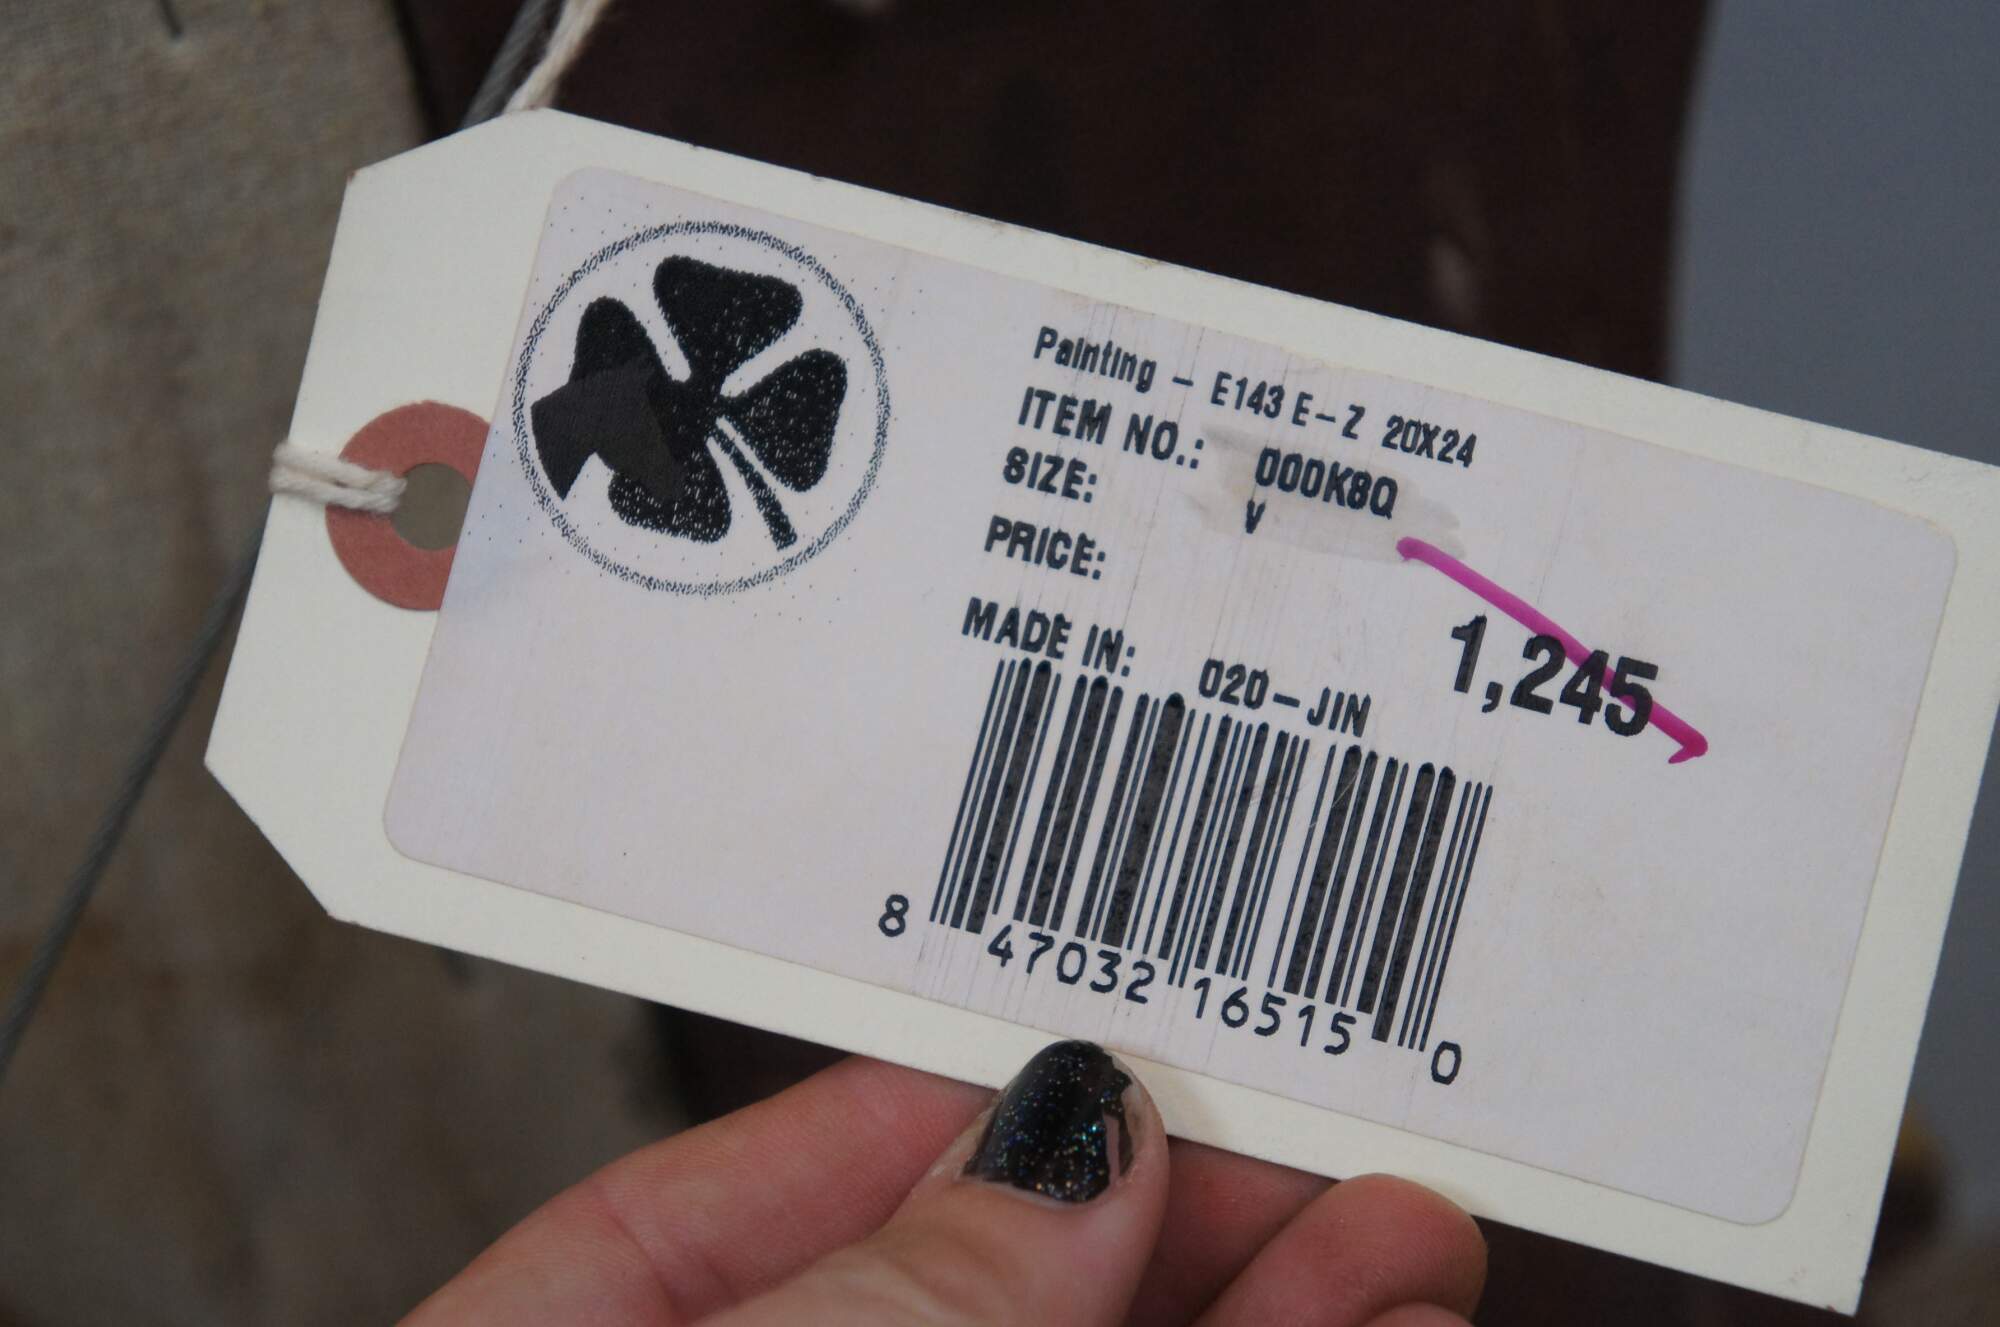 Painting - E143 E-Z 20X24
ITEM NO.: 000K8Q
SIZE: V
PRICE: 1,245
MADE IN: 020-JIN
8 47032 16515 0